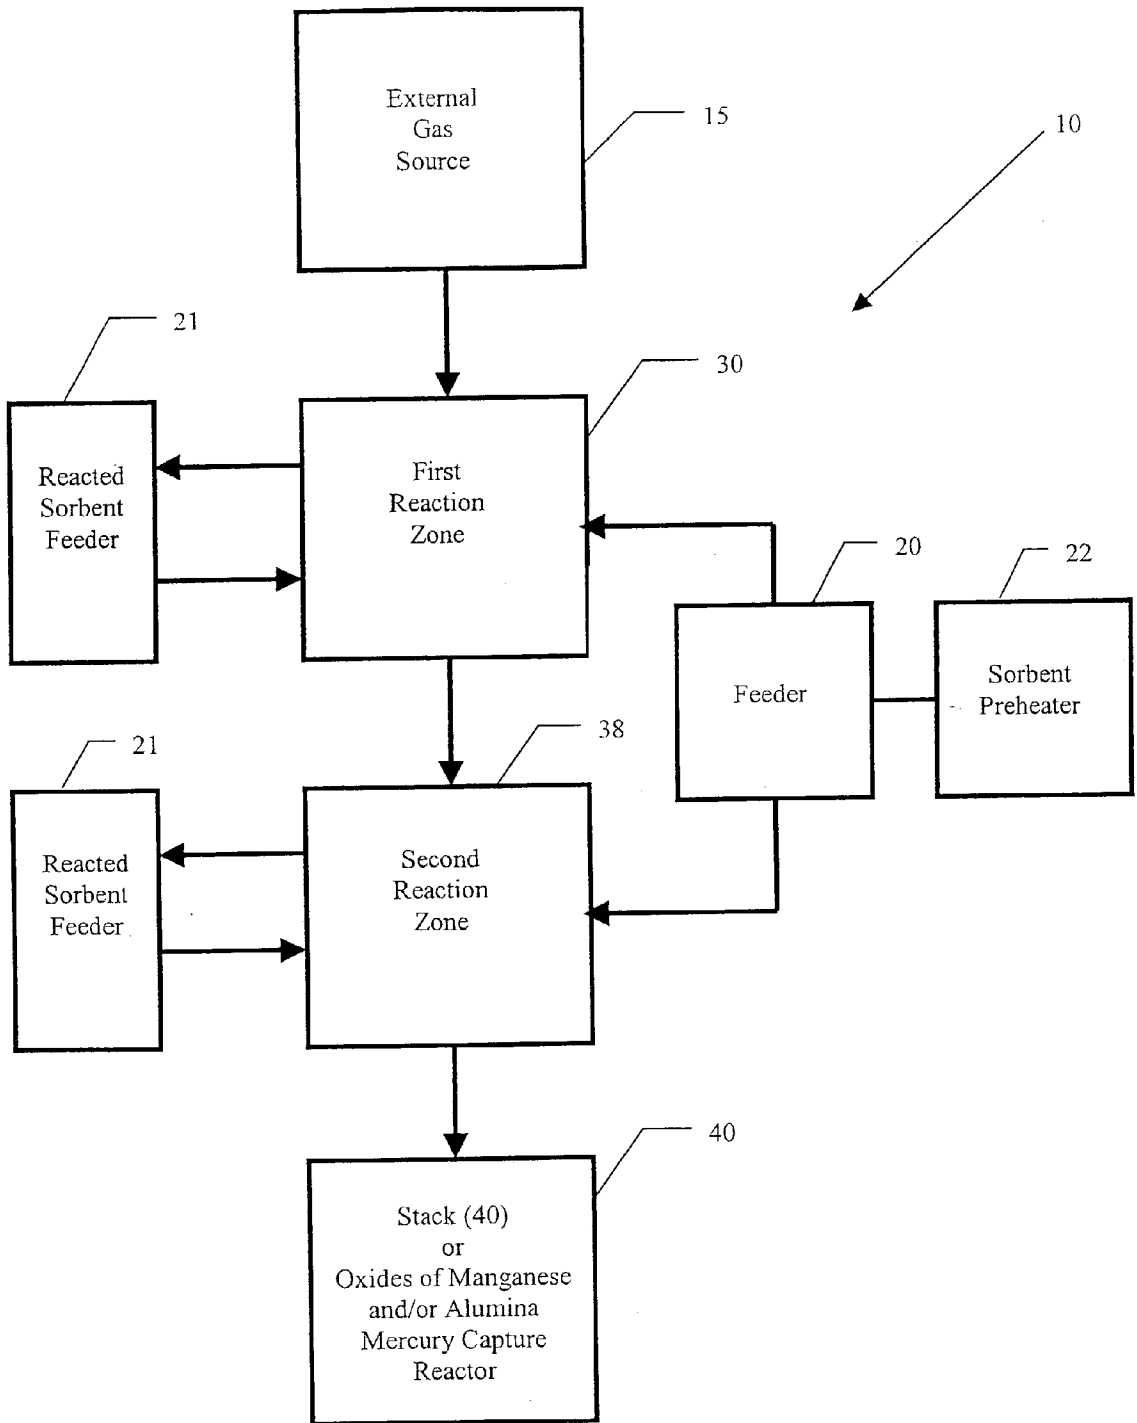 External
Gas
Source
15
10
21
30
Reacted
Sorbent
Feeder
First
Reaction
Zone
20
22
Feeder
Sorbent
Preheater
21
38
Reacted
Sorbent
Feeder
Second
Reaction
Zone
40
Stack (40)
or
Oxides of Manganese
and/or Alumina
Mercury Capture
Reactor